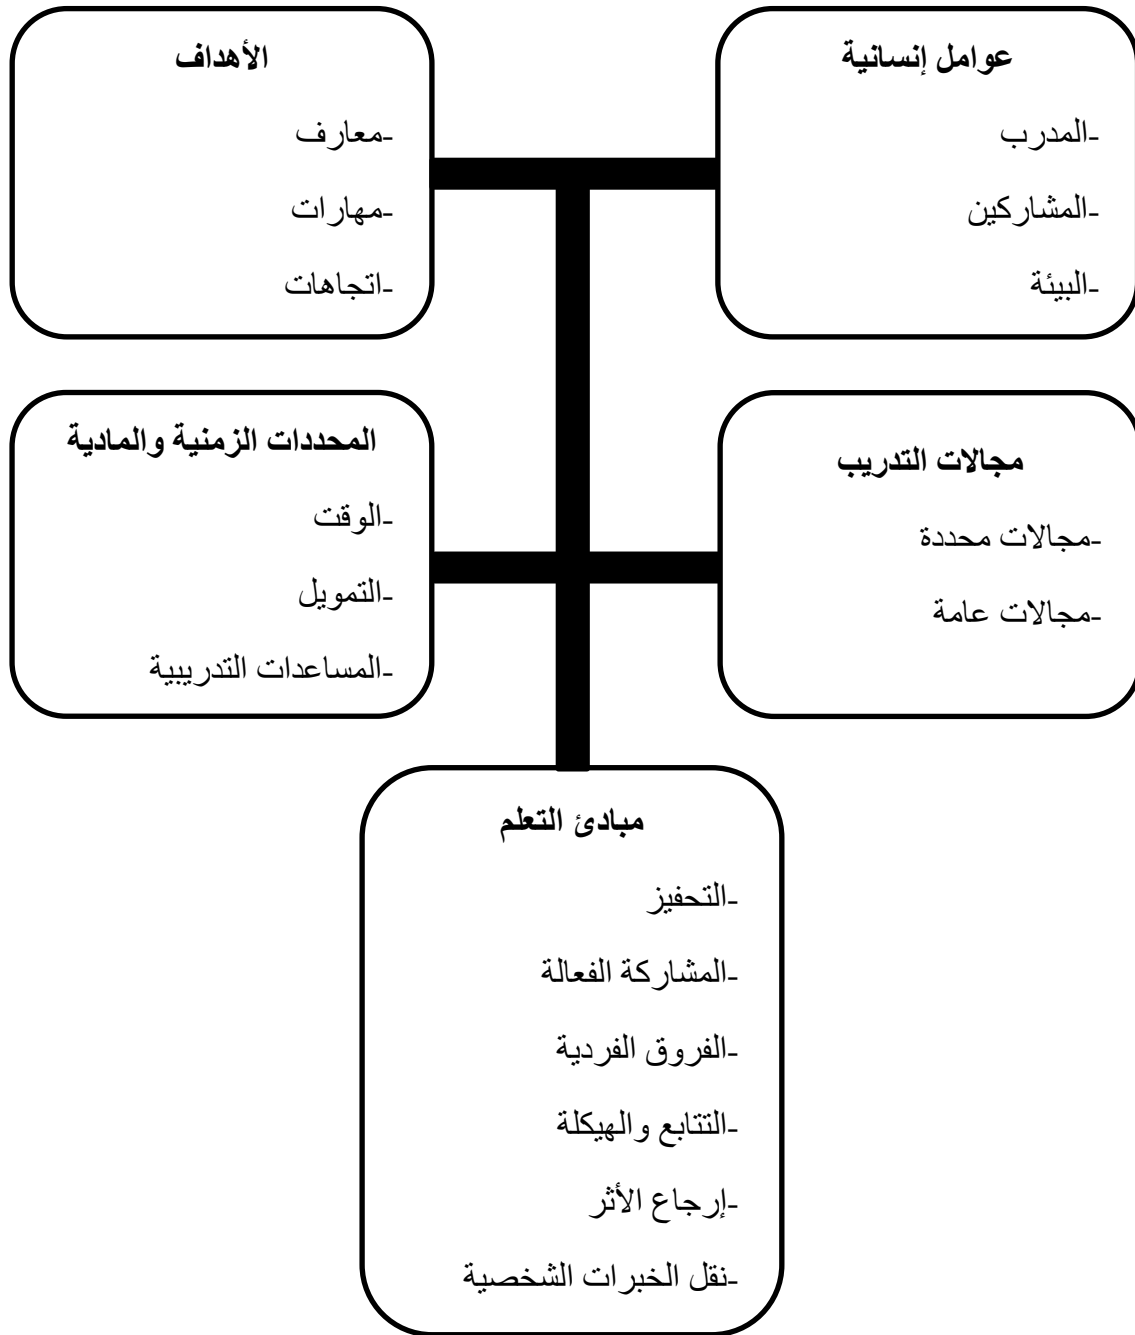 عوامل إنسانية
-المدرب
-المشاركين
-البيئة
الأهداف
-معارف
-مهارات
-اتجاهات
مجالات التدريب
-مجالات محددة
-مجالات عامة
المحددات الزمنية والمادية
-الوقت
-التمويل
-المساعدات التدريبية
مبادئ التعلم
-التحفيز
-المشاركة الفعالة
-الفروق الفردية
-التتابع والهيكلة
-إرجاع الأثر
-نقل الخبرات الشخصية